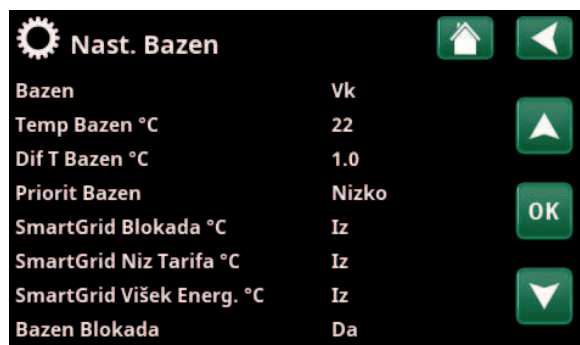 Nast. Bazen
Bazen Vk
Temp Bazen °C 22
Dif T Bazen °C 1.0
Priorit Bazen Nizko
SmartGrid Blokada °C Iz
SmartGrid Niz Tarifa °C Iz
SmartGrid Višek Energ. °C Iz
Bazen Blokada Da
OK